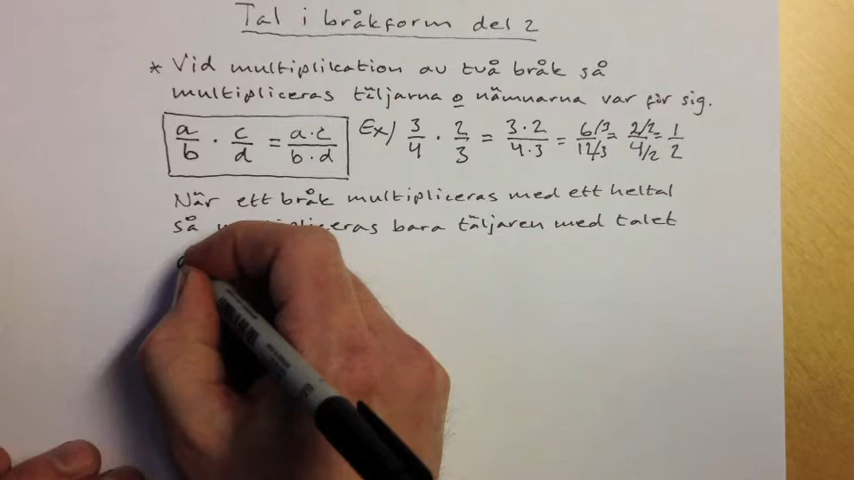 Tal i bråkform del 2
* Vid multiplikation av två bråk så
multipliceras täljarna o nämnarna var för sig.
a/b · c/d = a·c/b·d Ex) 3/4 · 2/3 = 3·2/4·3 = 6/3/12/3 = 2/2/4/2 = 1/2
När ett bråk multipliceras med ett heltal
så multipliceras bara täljaren med talet